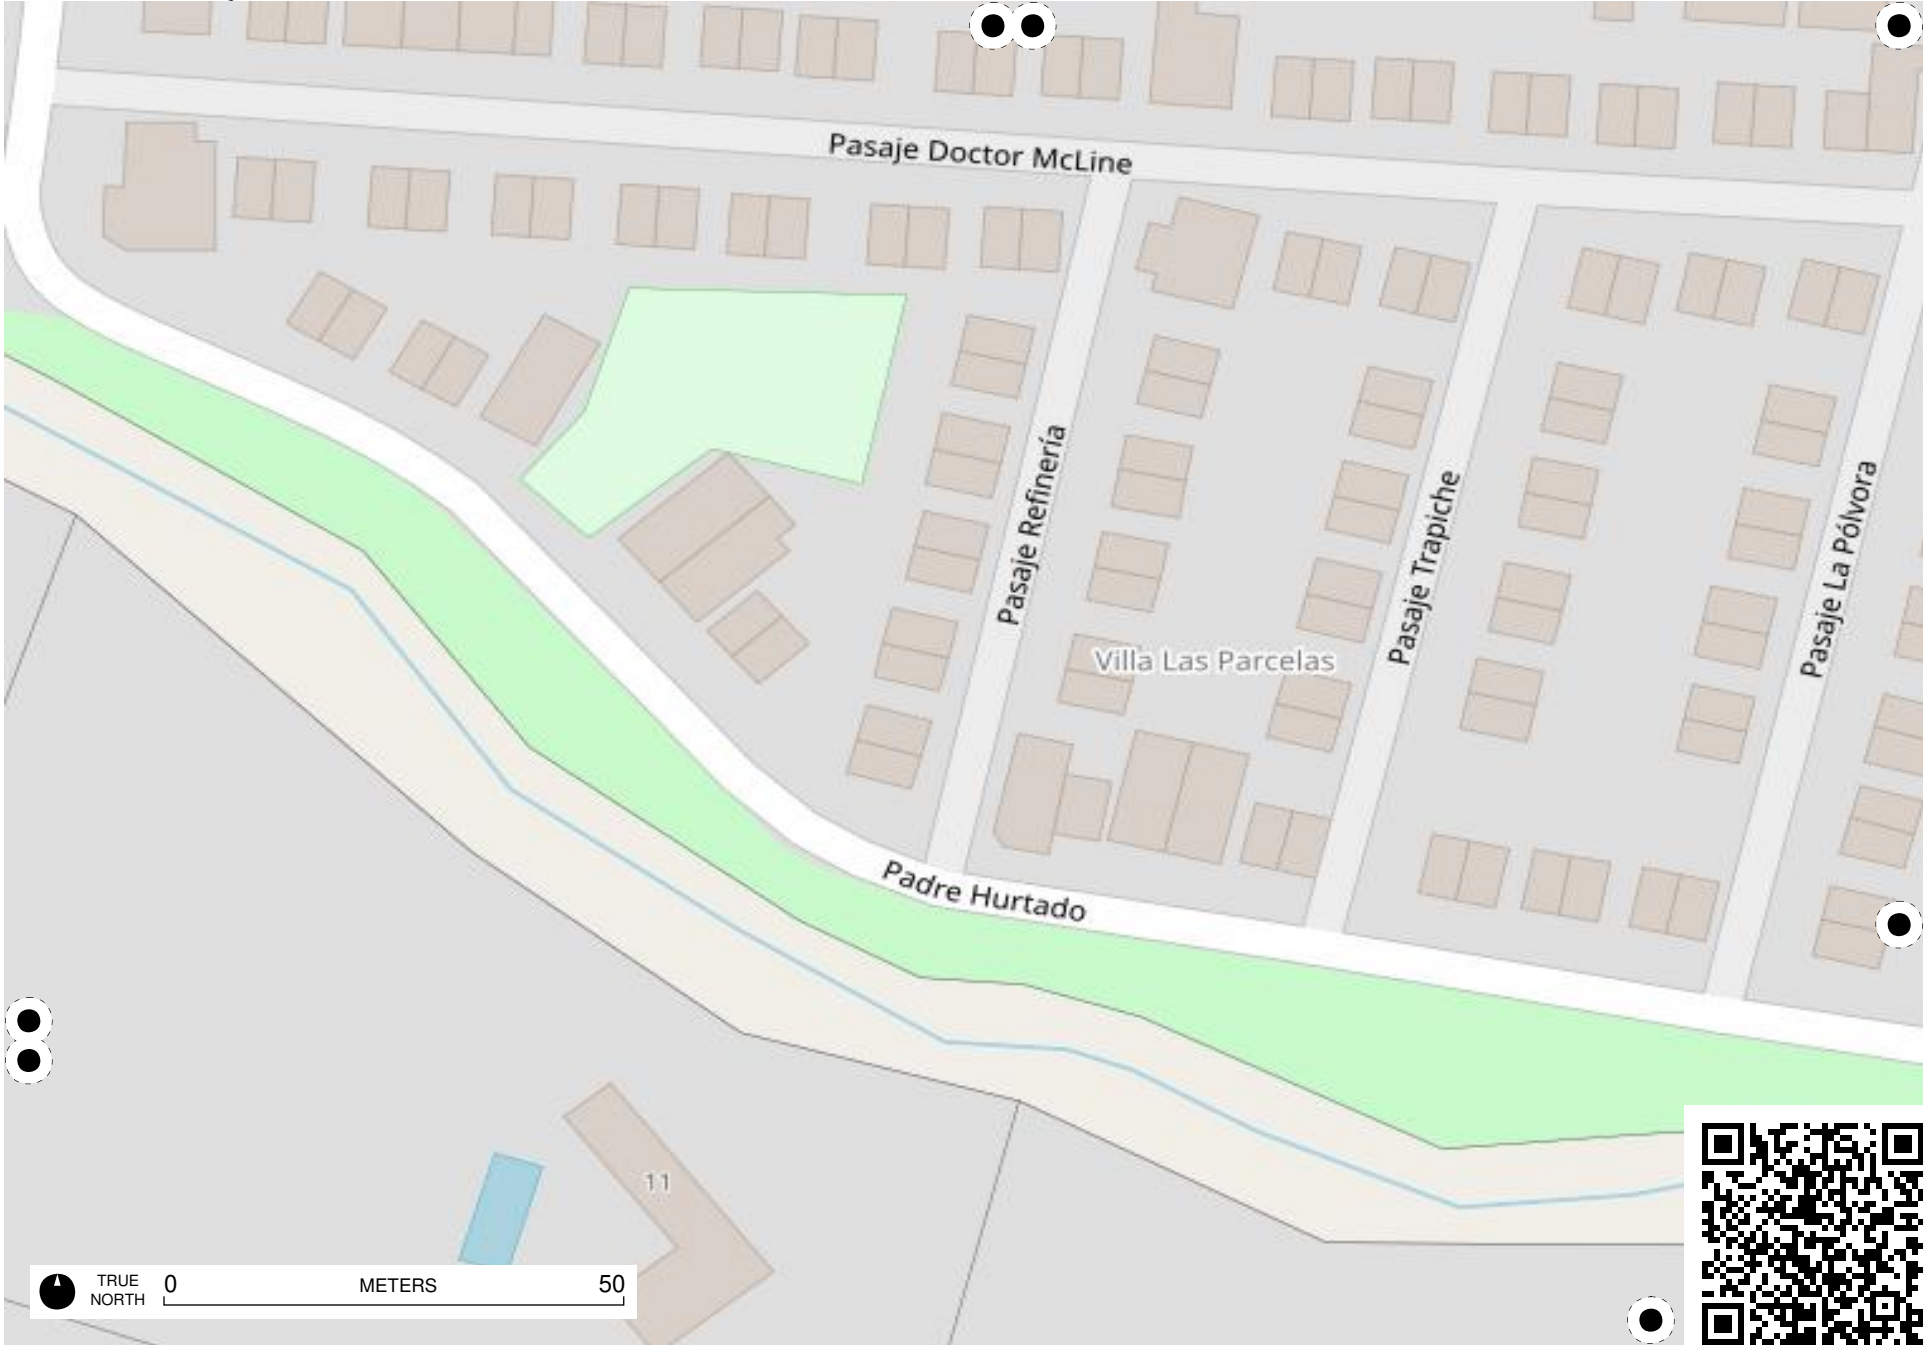 Pasaje Doctor McLine
Pasaje Refinería
Pasaje Trapiche
Pasaje La Pólvora
Villa Las Parcelas
Padre Hurtado
11
TRUE NORTH
0 METERS 50